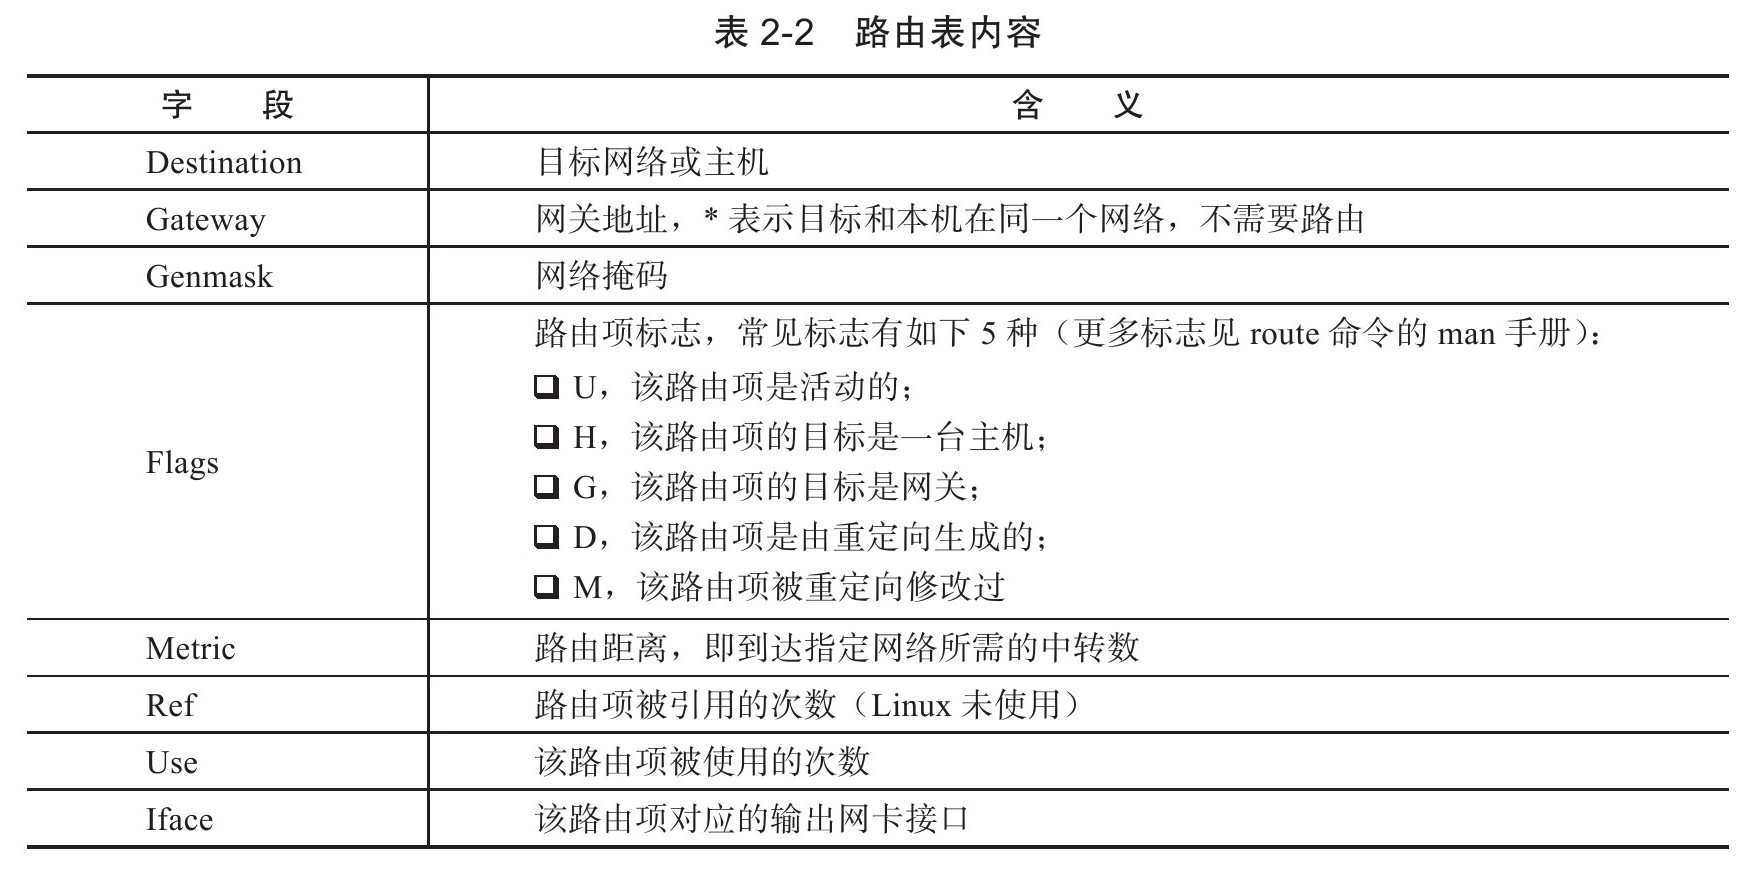 表 2-2 路由表内容
字 段 含 义
Destination 目标网络或主机
Gateway 网关地址，* 表示目标和本机在同一个网络，不需要路由
Genmask 网络掩码
路由项标志，常见标志有如下 5 种（更多标志见 route 命令的 man 手册）：
❏ U，该路由项是活动的；
❏ H，该路由项的目标是一台主机；
Flags
❏ G，该路由项的目标是网关；
❏ D，该路由项是由重定向生成的；
❏ M，该路由项被重定向修改过
Metric 路由距离，即到达指定网络所需的中转数
Ref 路由项被引用的次数（Linux 未使用）
Use 该路由项被使用的次数
Iface 该路由项对应的输出网卡接口